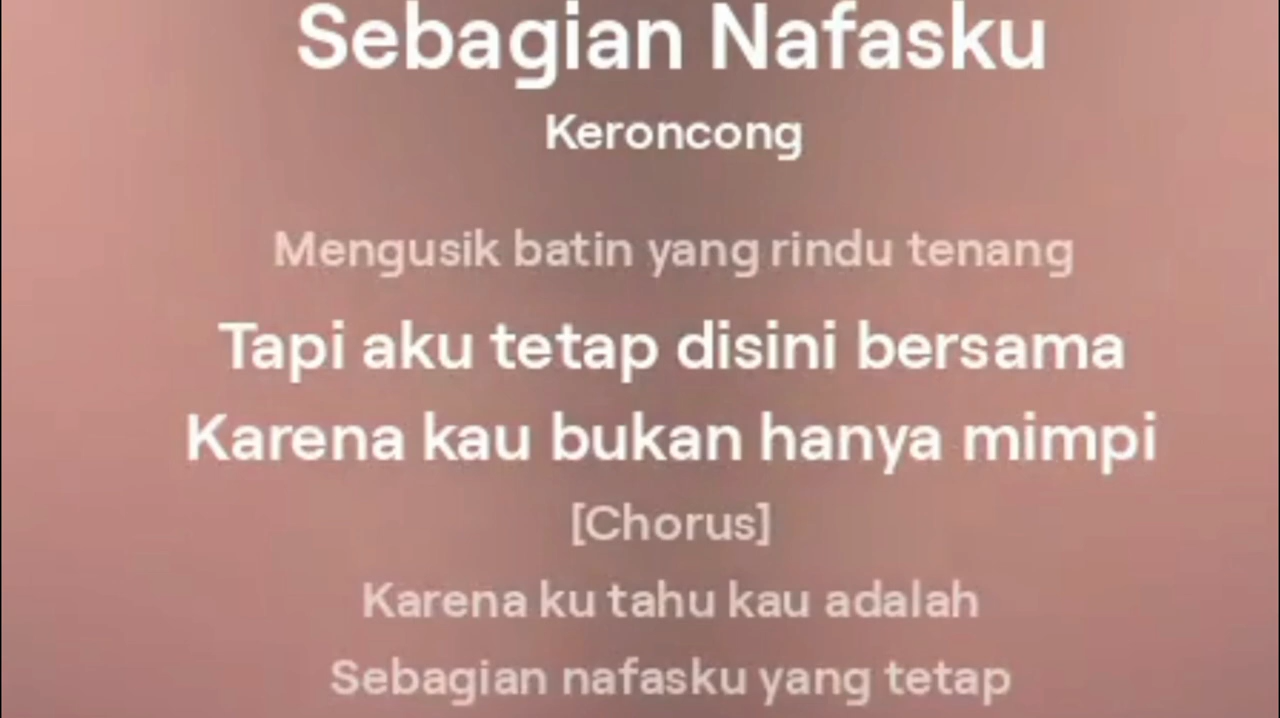 Sebagian Nafasku
Keroncong
Mengusik batin yang rindu tenang
Tapi aku tetap disini bersama
Karena kau bukan hanya mimpi
[Chorus]
Karena ku tahu kau adalah
Sebagian nafasku yang tetap